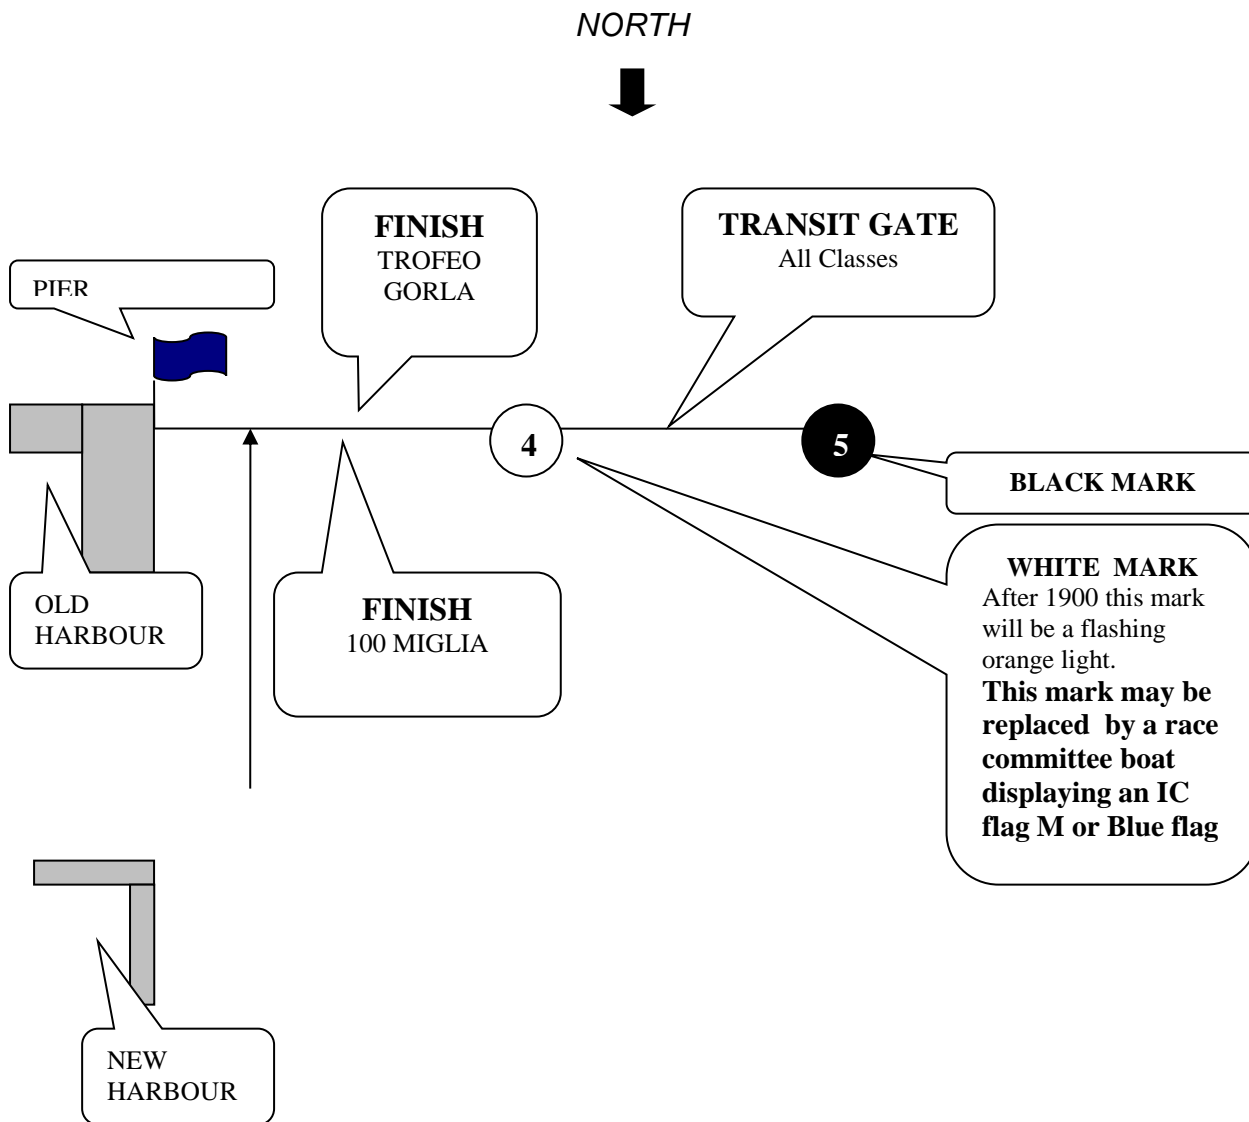 NORTH
FINISH
TROFEO
GORLA
TRANSIT GATE
All Classes
PIER
4
5
BLACK MARK
OLD
HARBOUR
FINISH
100 MIGLIA
WHITE MARK
After 1900 this mark
will be a flashing
orange light.
This mark may be
replaced by a race
committee boat
displaying an IC
flag M or Blue flag
NEW
HARBOUR